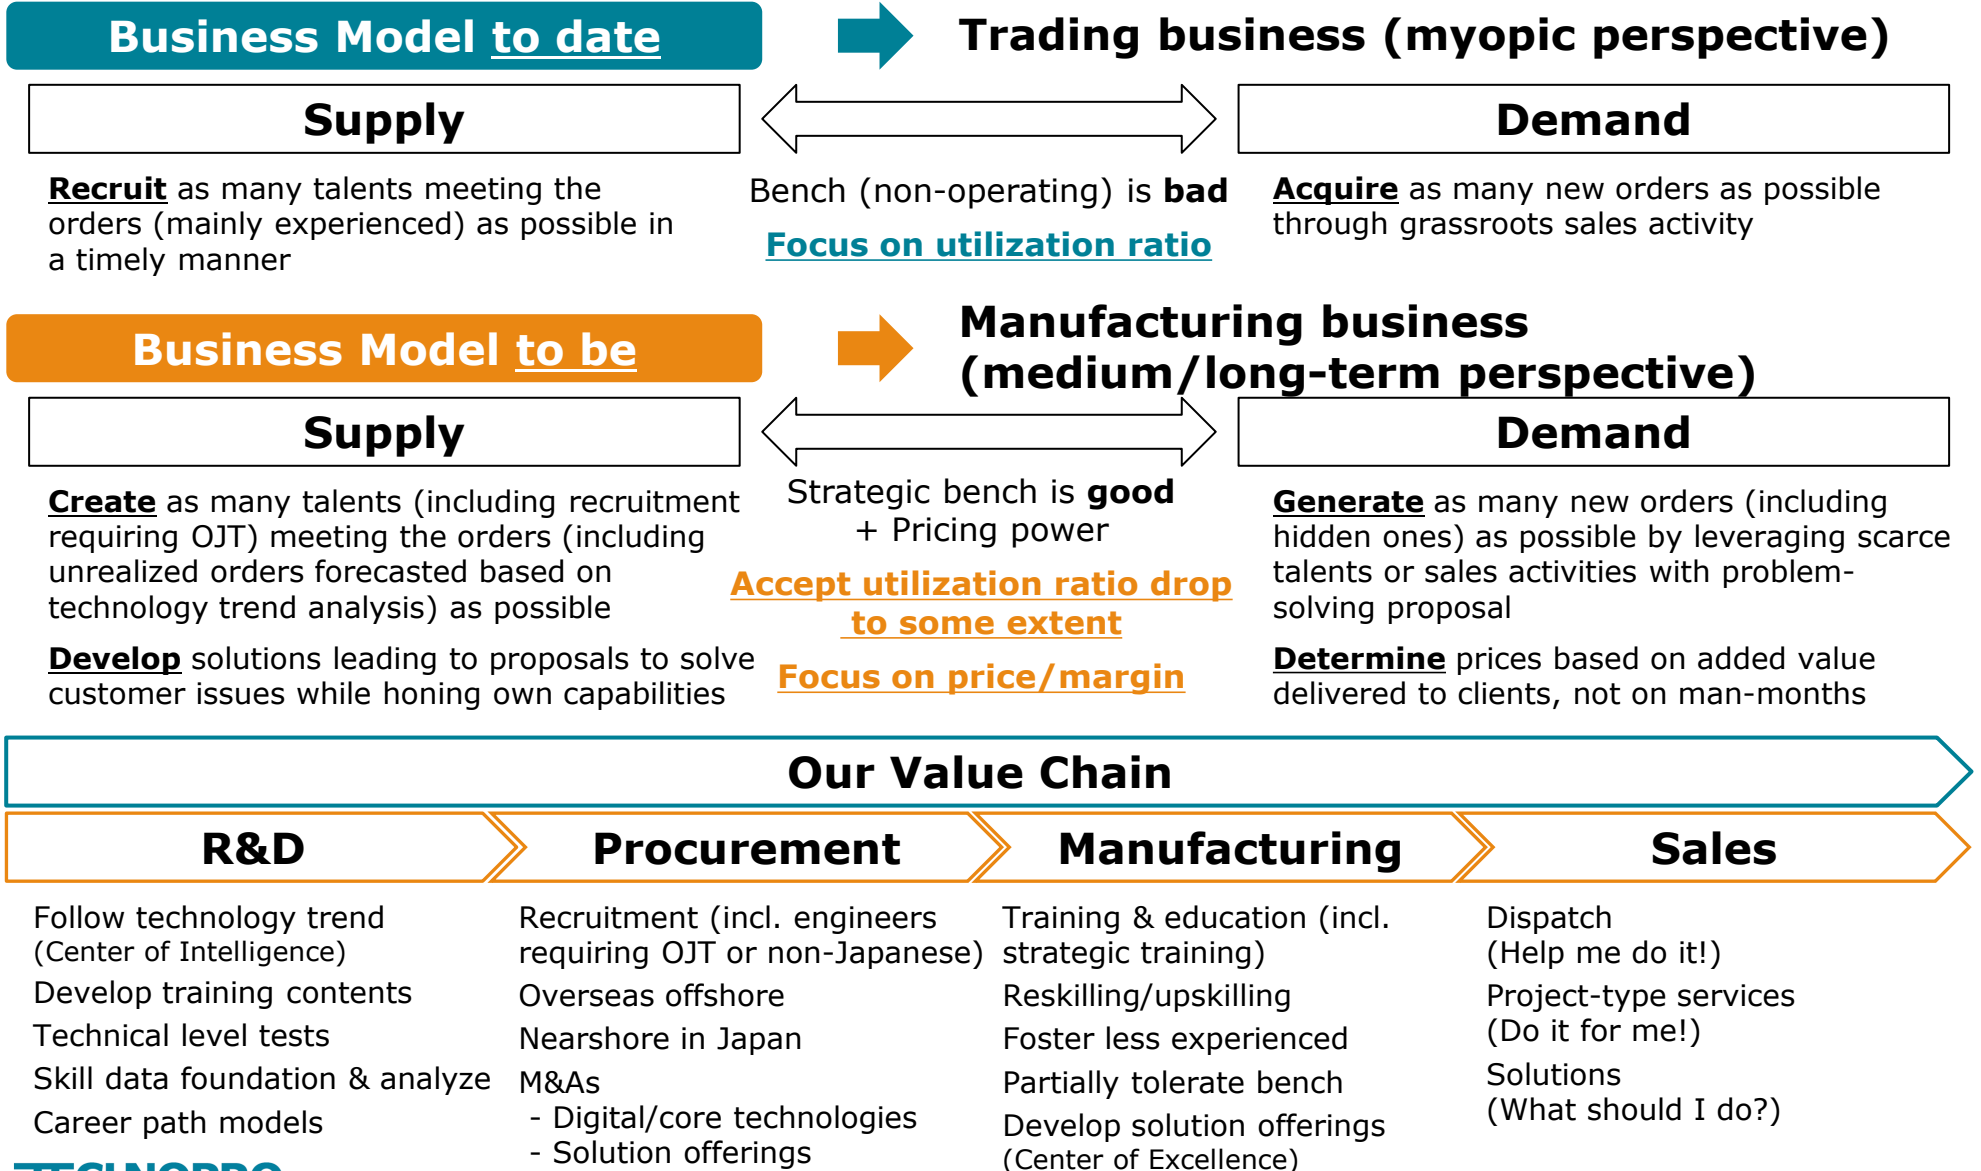 Business Model to date
Trading business (myopic perspective)
Supply
Demand
Recruit as many talents meeting the
orders (mainly experienced) as possible in
a timely manner
Bench (non-operating) is bad
Focus on utilization ratio
Acquire as many new orders as possible
through grassroots sales activity
Business Model to be
Manufacturing business
(medium/long-term perspective)
Supply
Demand
Create as many talents (including recruitment
requiring OJT) meeting the orders (including
unrealized orders forecasted based on
technology trend analysis) as possible
Develop solutions leading to proposals to solve
customer issues while honing own capabilities
Strategic bench is good
+ Pricing power
Accept utilization ratio drop
to some extent
Focus on price/margin
Generate as many new orders (including
hidden ones) as possible by leveraging scarce
talents or sales activities with problem-
solving proposal
Determine prices based on added value
delivered to clients, not on man-months
Our Value Chain
R&D
Procurement
Manufacturing
Sales
Follow technology trend
(Center of Intelligence)
Develop training contents
Technical level tests
Skill data foundation & analyze
Career path models
Recruitment (incl. engineers
requiring OJT or non-Japanese)
Overseas offshore
Nearshore in Japan
M&As
- Digital/core technologies
- Solution offerings
Training & education (incl.
strategic training)
Reskilling/upskilling
Foster less experienced
Partially tolerate bench
Develop solution offerings
(Center of Excellence)
Dispatch
(Help me do it!)
Project-type services
(Do it for me!)
Solutions
(What should I do?)
TECHNOPRO